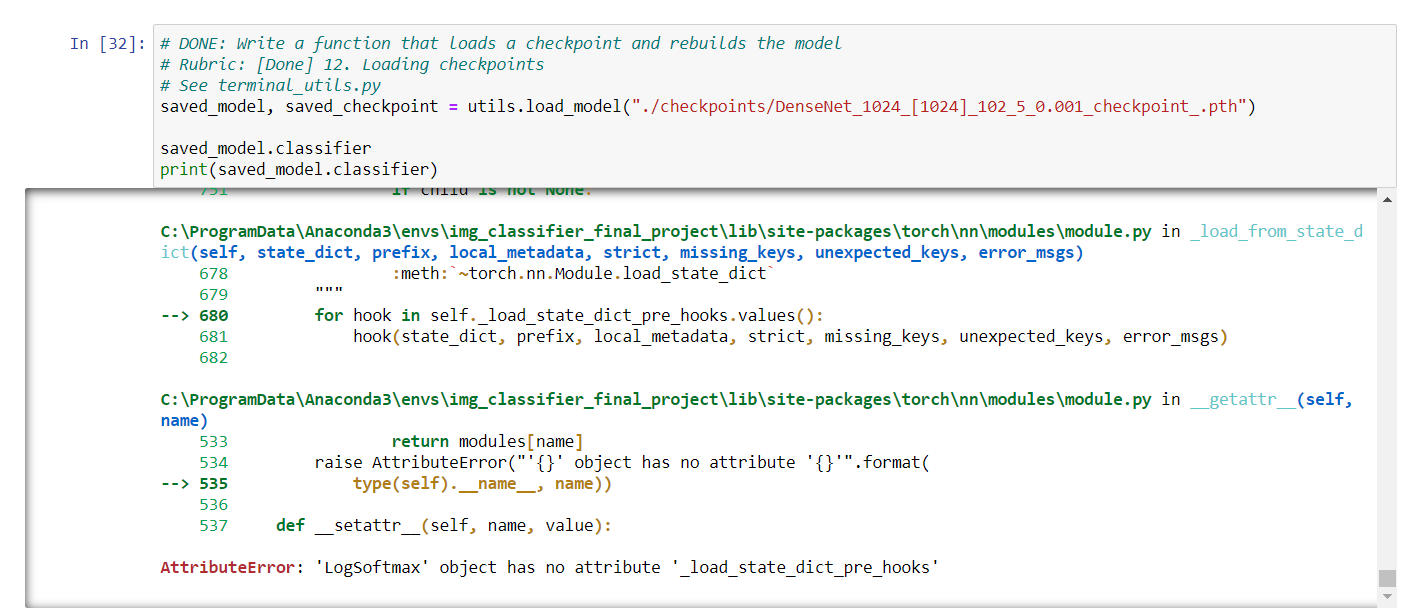 In [32]: # DONE: Write a function that loads a checkpoint and rebuilds the model
# Rubric: [Done] 12. Loading checkpoints
# See terminal_utils.py
saved_model, saved_checkpoint = utils.load_model("./checkpoints/DenseNet_1024_[1024]_102_5_0.001_checkpoint_.pth")
saved_model.classifier
print(saved_model.classifier)
751 if child is not None:
C:\ProgramData\Anaconda3\envs\img_classifier_final_project\lib\site-packages\torch\nn\modules\module.py in _load_from_state_d
ict(self, state_dict, prefix, local_metadata, strict, missing_keys, unexpected_keys, error_msgs)
678 :meth:`~torch.nn.Module.load_state_dict`
679 """
--> 680 for hook in self._load_state_dict_pre_hooks.values():
681 hook(state_dict, prefix, local_metadata, strict, missing_keys, unexpected_keys, error_msgs)
682
C:\ProgramData\Anaconda3\envs\img_classifier_final_project\lib\site-packages\torch\nn\modules\module.py in __getattr__(self,
name)
533 return modules[name]
534 raise AttributeError("'{}' object has no attribute '{}'".format(
--> 535 type(self).__name__, name))
536
537 def __setattr__(self, name, value):
AttributeError: 'LogSoftmax' object has no attribute '_load_state_dict_pre_hooks'